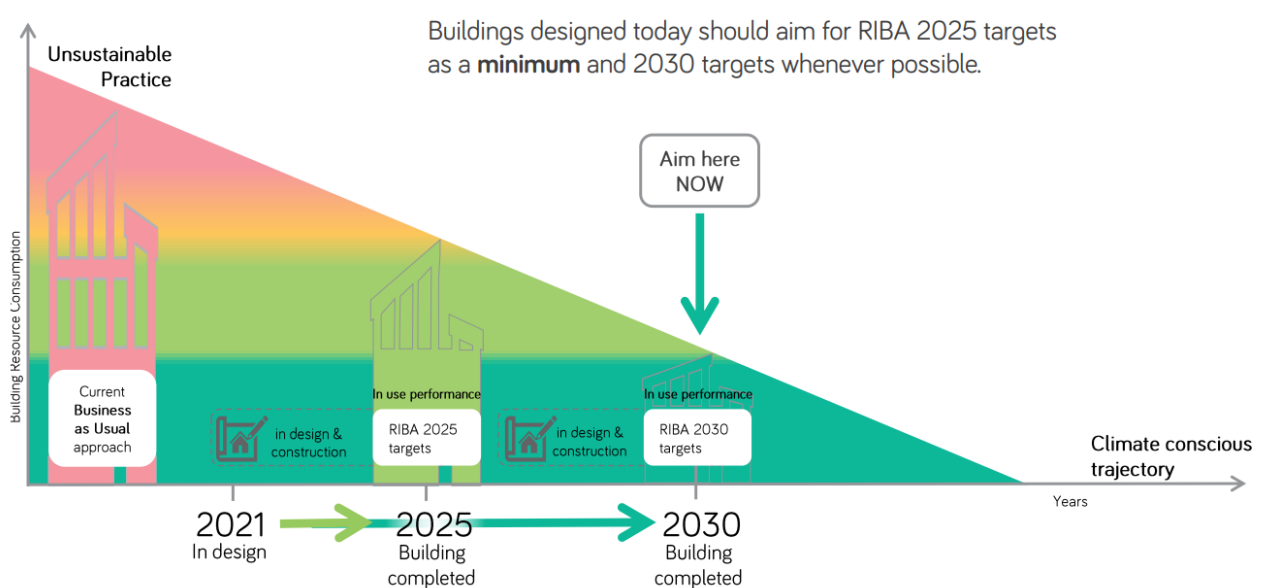 Buildings designed today should aim for RIBA 2025 targets
as a minimum and 2030 targets whenever possible.
Unsustainable
Practice
Aim here
NOW
Building Resource Consumption
Current
Business
as Usual
approach
in design &
construction
In use performance
RIBA 2025
targets
in design &
construction
In use performance
RIBA 2030
targets
Climate conscious
trajectory
Years
2021
In design
2025
Building
completed
2030
Building
completed